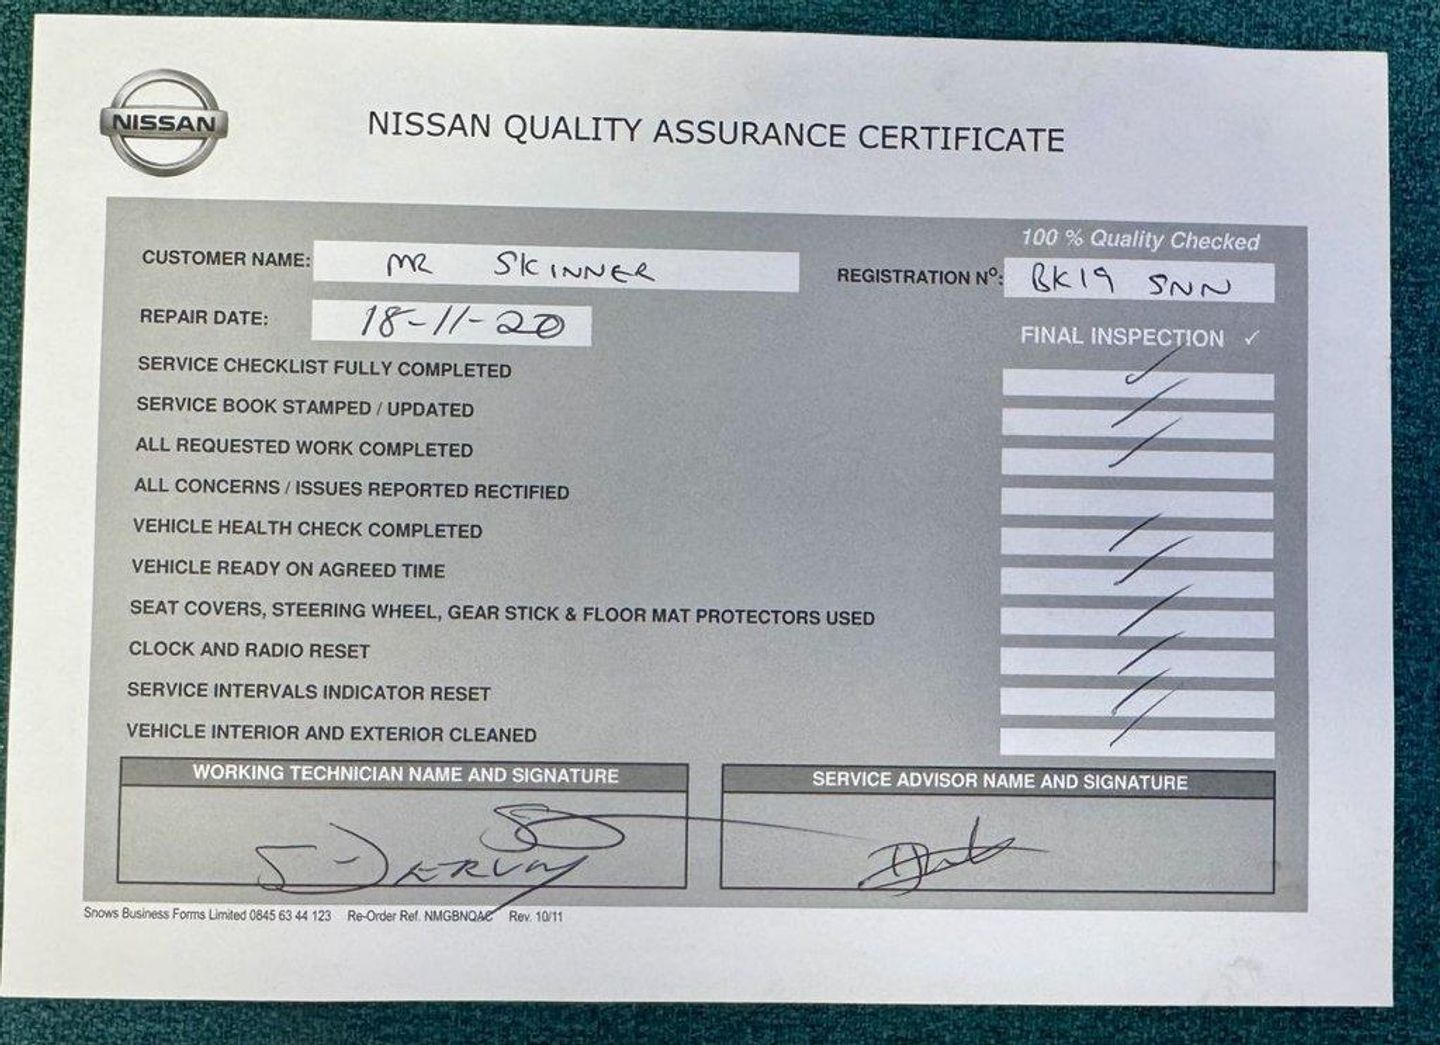 NISSAN
NISSAN QUALITY ASSURANCE CERTIFICATE
100 % Quality Checked
CUSTOMER NAME: MR SKINNER
REGISTRATION Nº: BK19 SNN
REPAIR DATE: 18-11-20
FINAL INSPECTION ✓
SERVICE CHECKLIST FULLY COMPLETED ✓
SERVICE BOOK STAMPED / UPDATED ✓
ALL REQUESTED WORK COMPLETED ✓
ALL CONCERNS / ISSUES REPORTED RECTIFIED
VEHICLE HEALTH CHECK COMPLETED ✓
VEHICLE READY ON AGREED TIME ✓
SEAT COVERS, STEERING WHEEL, GEAR STICK & FLOOR MAT PROTECTORS USED ✓
CLOCK AND RADIO RESET ✓
SERVICE INTERVALS INDICATOR RESET ✓
VEHICLE INTERIOR AND EXTERIOR CLEANED ✓
WORKING TECHNICIAN NAME AND SIGNATURE
SERVICE ADVISOR NAME AND SIGNATURE
Snows Business Forms Limited 0845 63 44 123 Re-Order Ref. NMGBNQAC Rev. 10/11